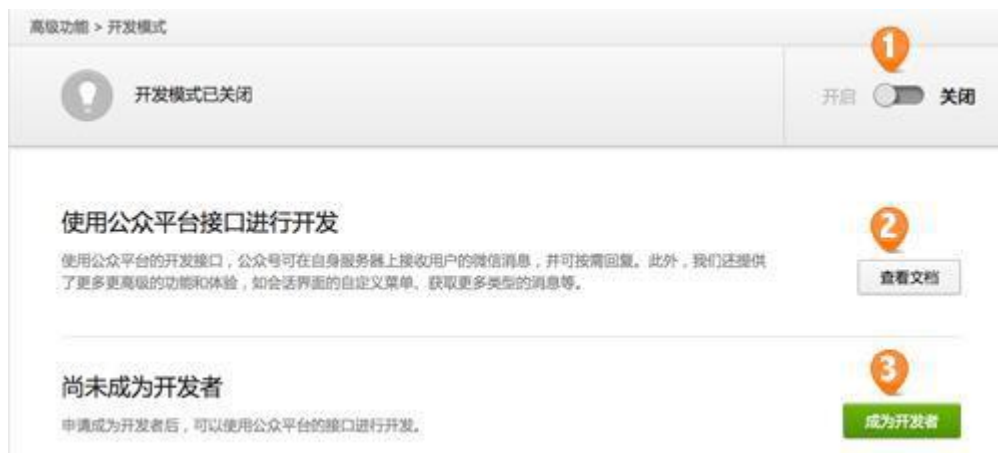 高级功能 > 开发模式
1
开发模式已关闭
开启 关闭
使用公众平台接口进行开发
2
使用公众平台的开发接口，公众号可在自身服务器上接收用户的微信消息，并可按需回复。此外，我们还提供
了更多更高级的功能和体验，如会话界面的自定义菜单、获取更多类型的消息等。
查看文档
尚未成为开发者
3
申请成为开发者后，可以使用公众平台的接口进行开发。
成为开发者